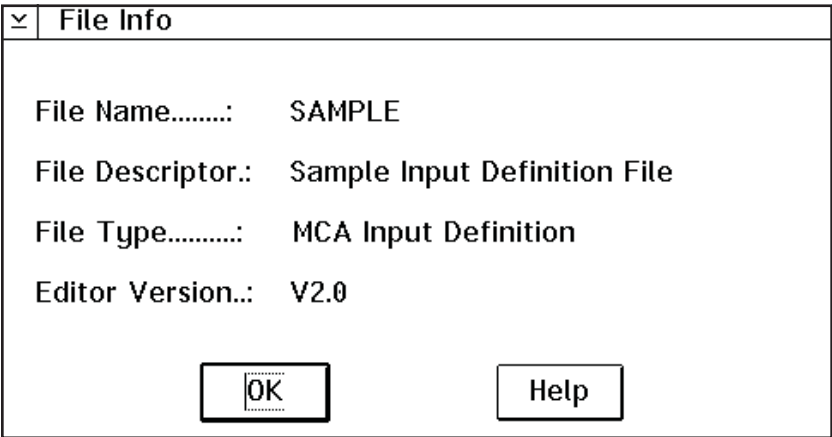 File Info
File Name........: SAMPLE
File Descriptor.: Sample Input Definition File
File Type..........: MCA Input Definition
Editor Version..: V2.0
OK Help